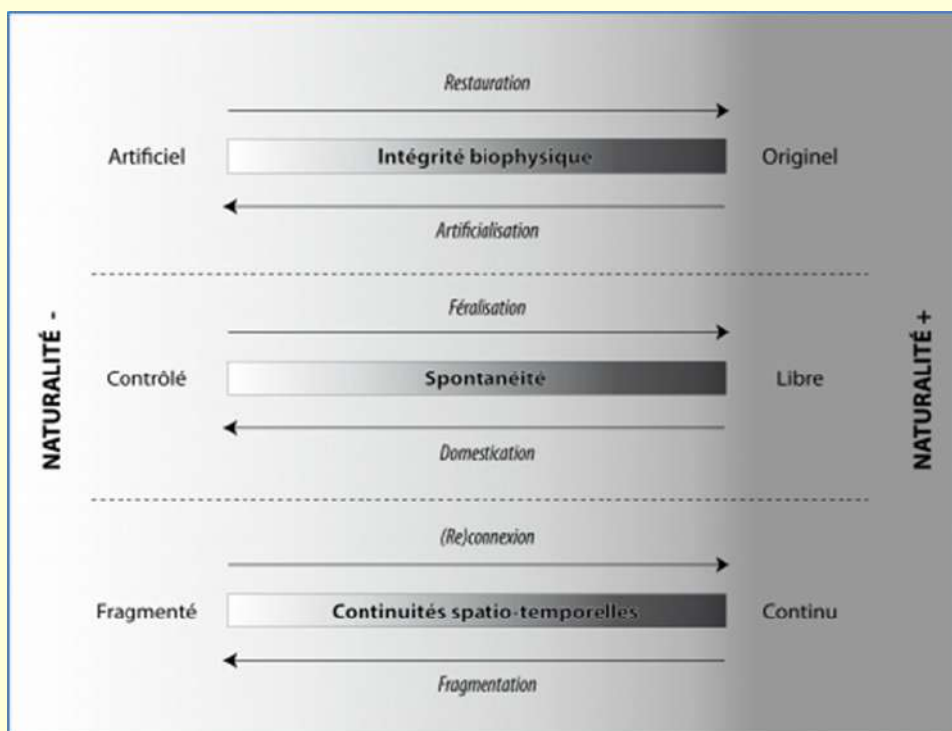 Restauration
Artificiel
Intégrité biophysique
Originel
Artificialisation
Féralisation
NATURALITÉ -
Contrôlé
Spontanéité
Libre
NATURALITÉ +
Domestication
(Re)connexion
Fragmenté
Continuités spatio-temporelles
Continu
Fragmentation